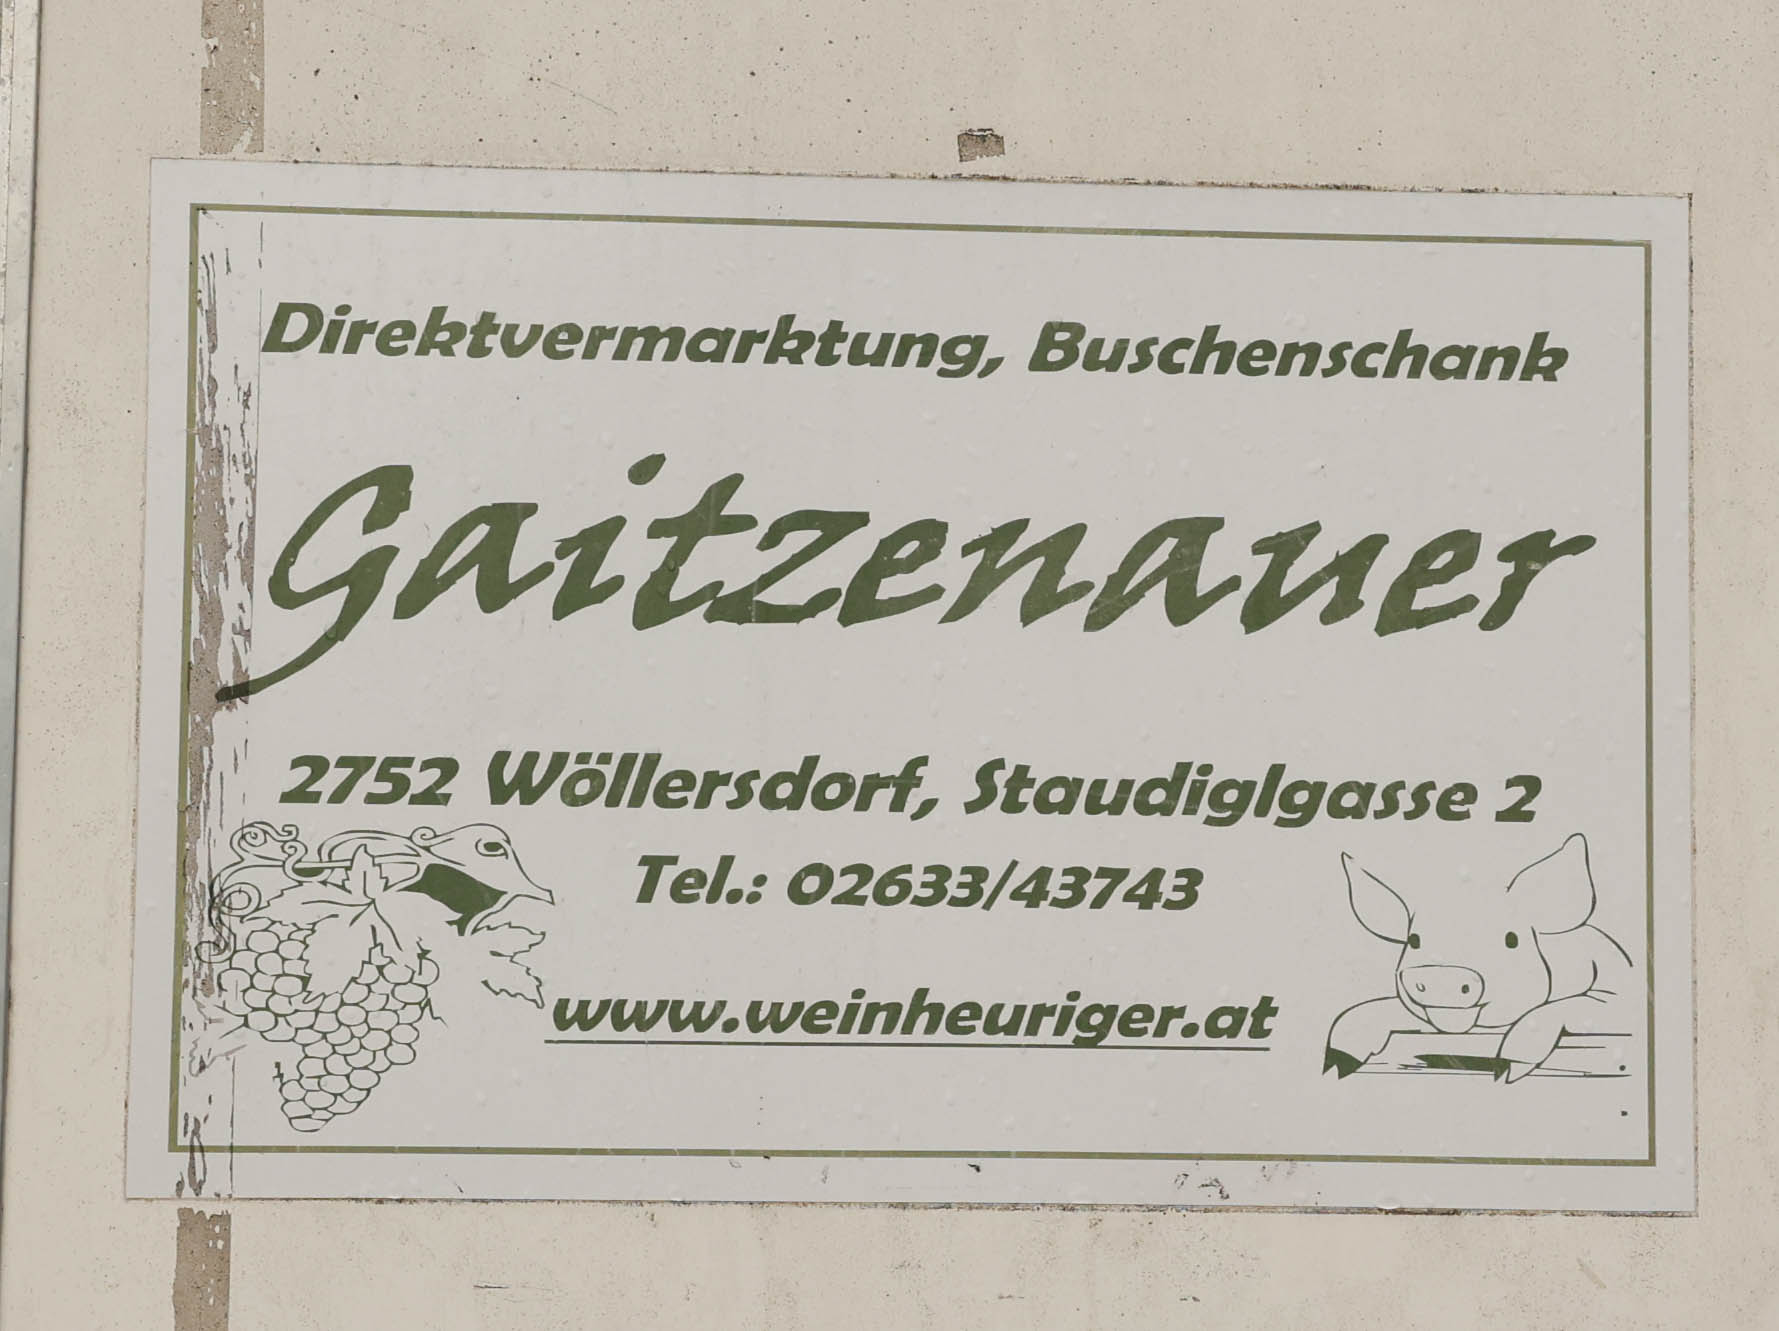 Direktvermarktung, Buschenschank
Gaitzenauer
2752 Wöllersdorf, Staudiglgasse 2
Tel.: 02633/43743
www.weinheuriger.at